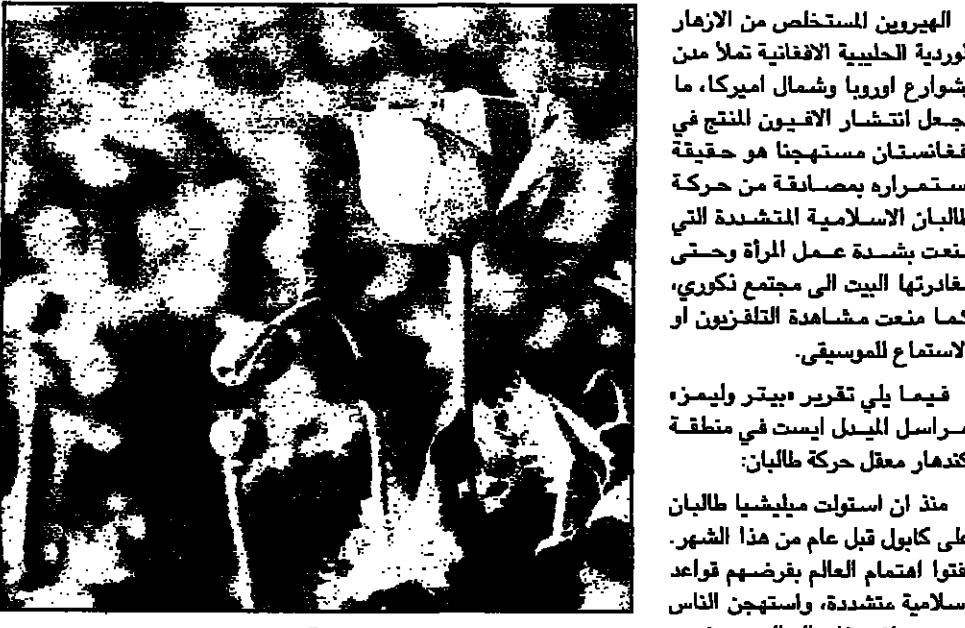 الهيروين المستخلص من الازهار
لوردية الحليبية الافغانية تملأ مدن
شوارع اوروبا وشمال اميركا، ما
جعل انتشار الافيون المنتج في
فغانستان مستهجنا هو حقيقة
ستمراره بمصادقة من حركة
طالبان الاسلامية المتشددة التي
نعت بشدة عمل المرأة وحتى
مغادرتها البيت الى مجتمع ذكوري،
كما منعت مشاهدة التلفزيون او
لاستماع للموسيقى.
فيما يلي تقرير «بيتر وليمز»
مراسل الميدل ايست في منطقة
كندهار معقل حركة طالبان:
منذ ان استولت ميليشيا طالبان
على كابول قبل عام من هذا الشهر.
فتوا اهتمام العالم بفرضهم قواعد
سلامية متشددة، واستهجن الناس